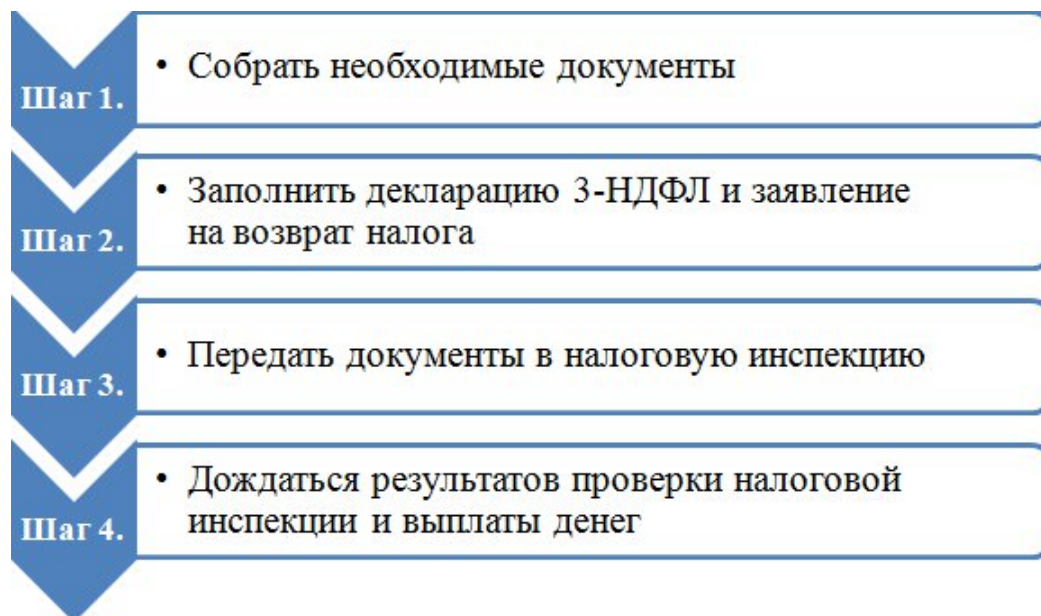 Шаг 1.
• Собрать необходимые документы
Шаг 2.
• Заполнить декларацию 3-НДФЛ и заявление
на возврат налога
Шаг 3.
• Передать документы в налоговую инспекцию
Шаг 4.
• Дождаться результатов проверки налоговой
инспекции и выплаты денег